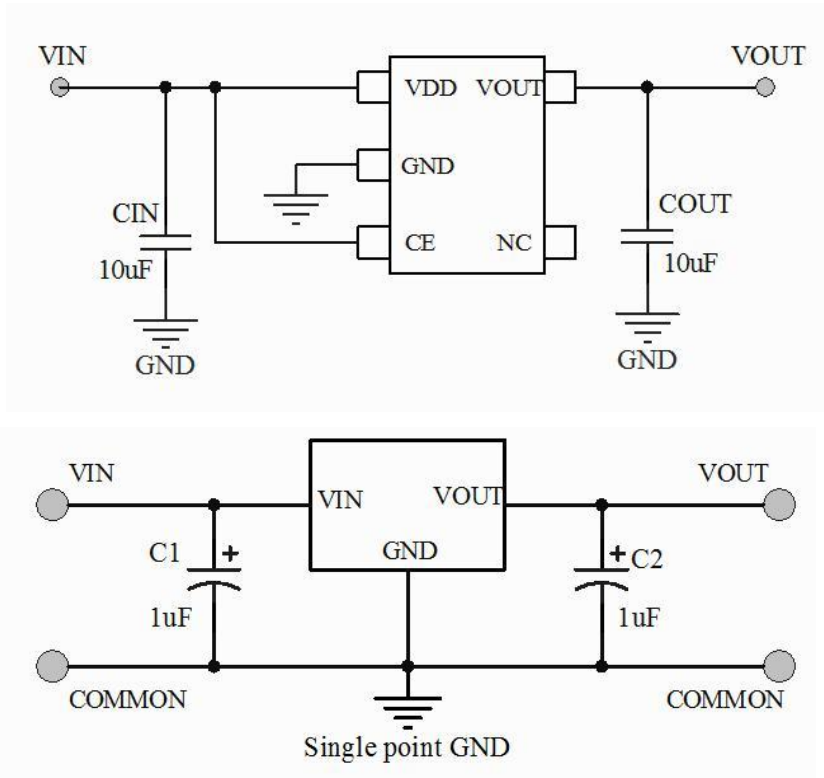 VIN
VOUT
VDD VOUT
GND
CIN
COUT
CE NC
10uF
10uF
GND
GND
VIN
VOUT
VIN
VOUT
C1 +
GND
+ C2
1uF
1uF
COMMON
COMMON
Single point GND